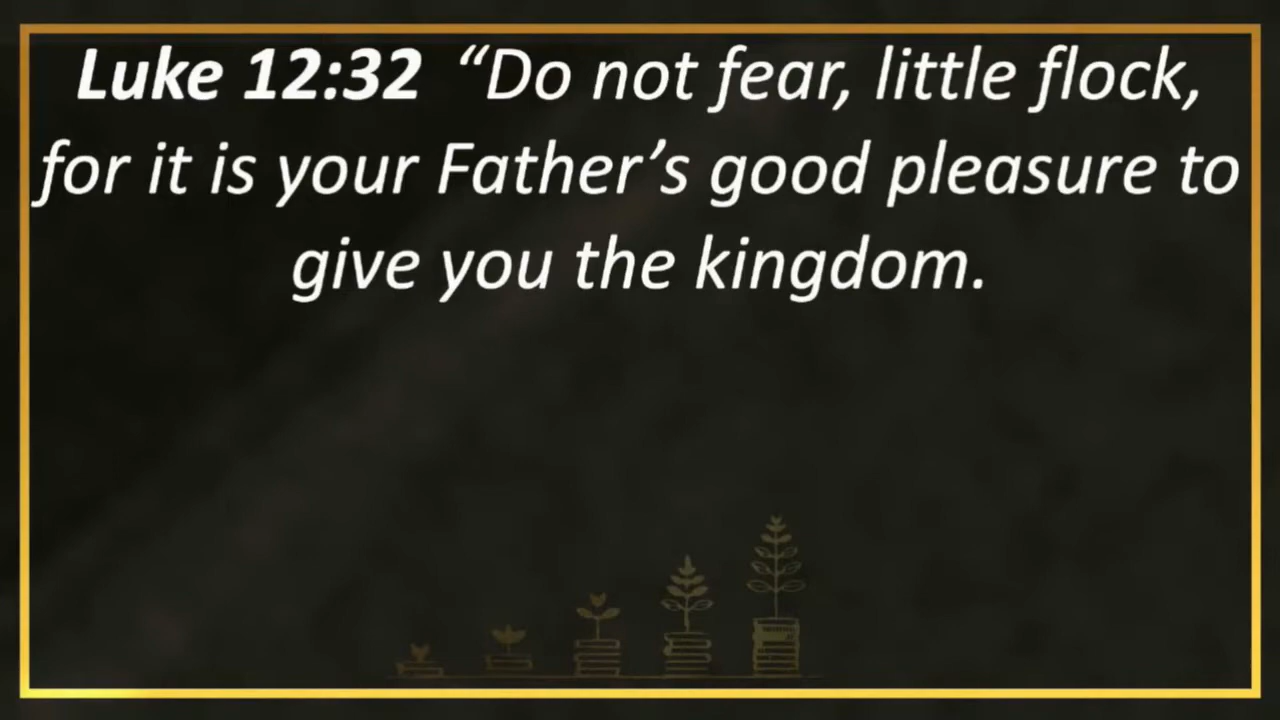 Luke 12:32 “Do not fear, little flock,
for it is your Father’s good pleasure to
give you the kingdom.